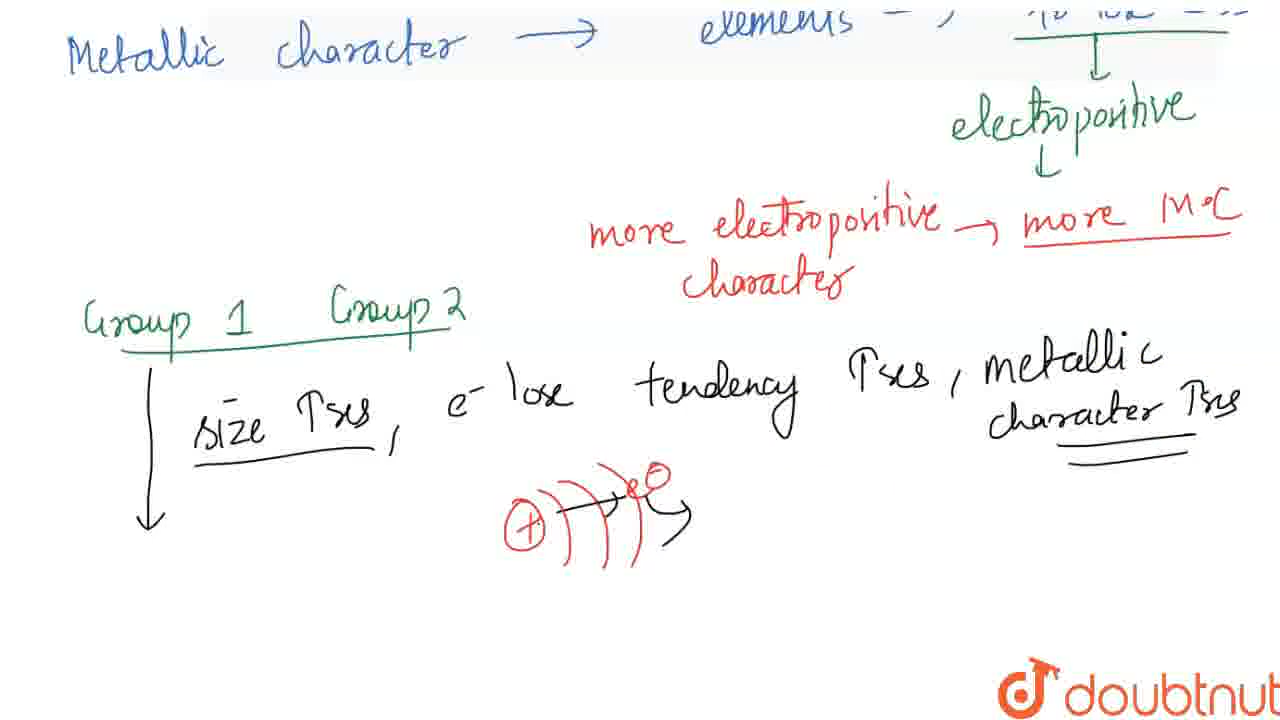 Metallic character → elements
electropositive
more electropositive → more M.C
character
Group 1 Group 2
size ↑ses, e- lose tendency ↑ses, metallic
character ↑ses
+ e-
doubtnut